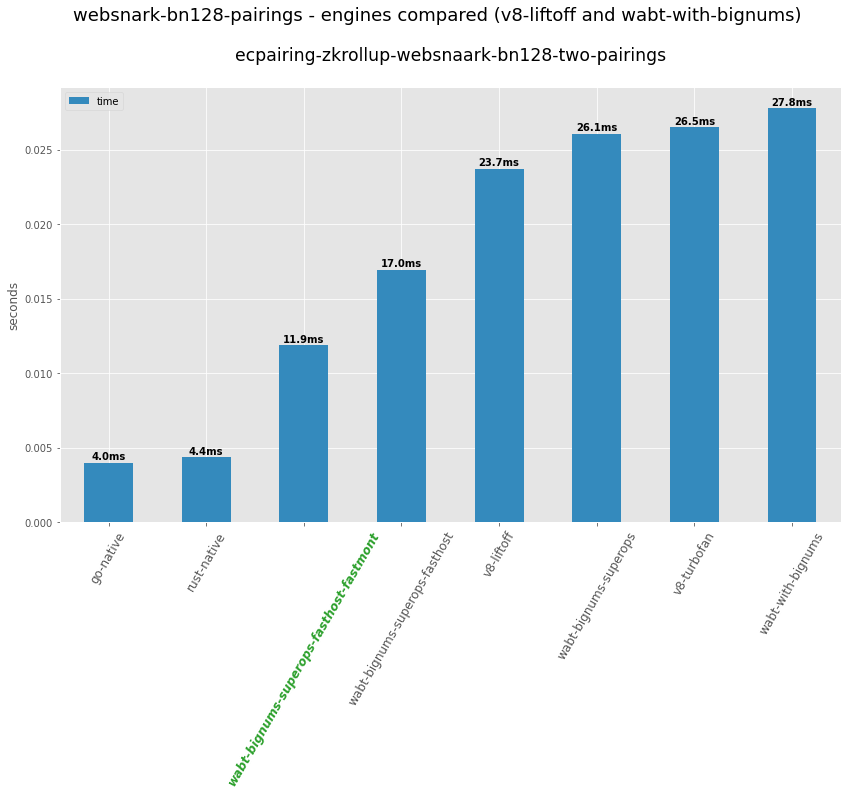 websnark-bn128-pairings - engines compared (v8-liftoff and wabt-with-bignums)
ecpairing-zkrollup-websnaark-bn128-two-pairings
time
seconds
0.025
0.020
0.015
0.010
0.005
0.000
4.0ms
4.4ms
11.9ms
17.0ms
23.7ms
26.1ms
26.5ms
27.8ms
go-native
rust-native
wabt-bignums-superops-fasthost-fastmont
wabt-bignums-superops-fasthost
v8-liftoff
wabt-bignums-superops
v8-turbofan
wabt-with-bignums